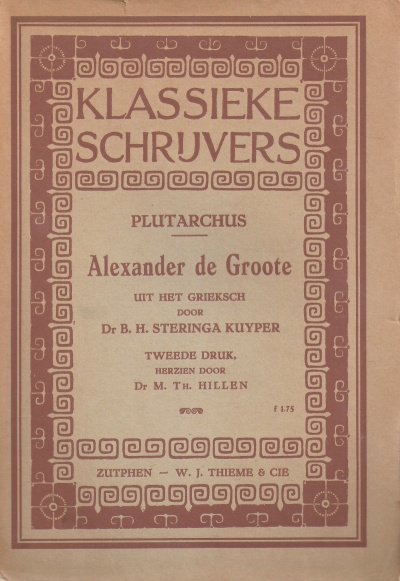 KLASSIEKE
SCHRIJVERS
PLUTARCHUS
Alexander de Groote
UIT HET GRIEKSCH
DOOR
Dr B. H. STERINGA KUYPER
TWEEDE DRUK,
HERZIEN DOOR
Dr M. TH. HILLEN
f 1.75
ZUTPHEN — W. J. THIEME & CIE